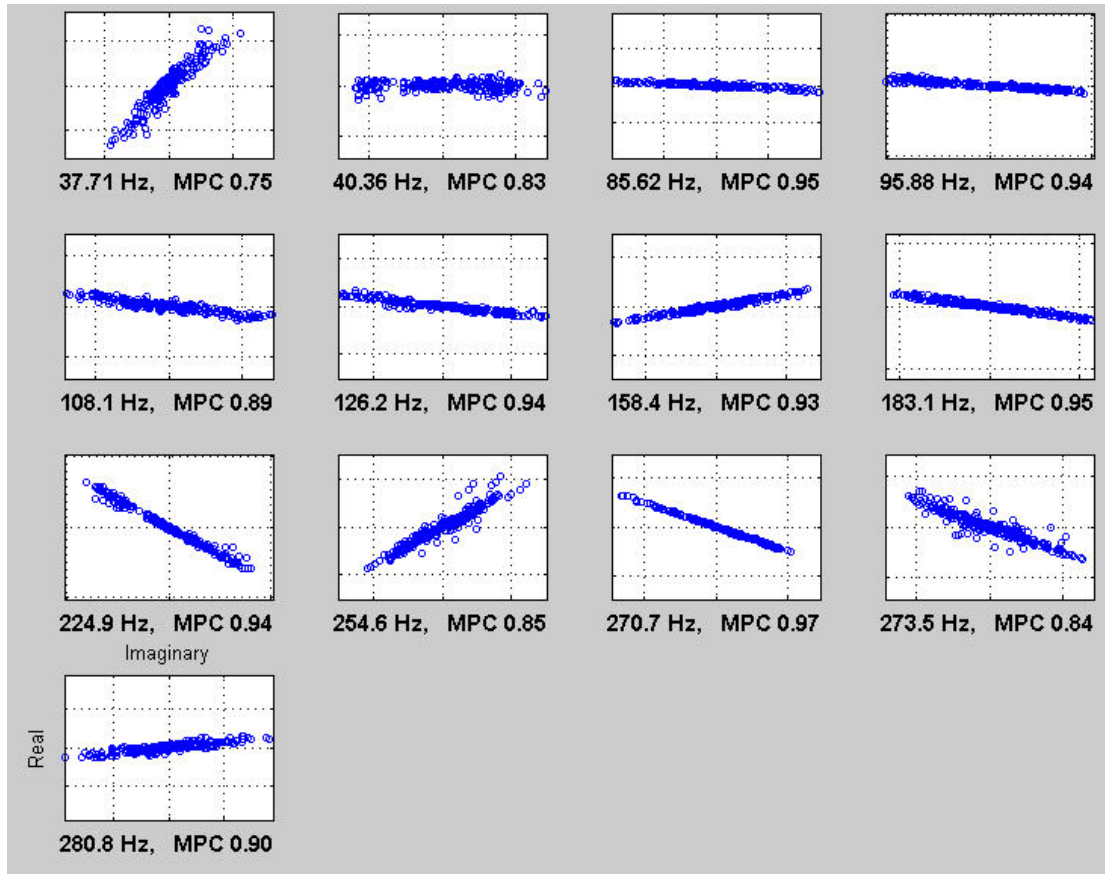 37.71 Hz, MPC 0.75
40.36 Hz, MPC 0.83
85.62 Hz, MPC 0.95
95.88 Hz, MPC 0.94
108.1 Hz, MPC 0.89
126.2 Hz, MPC 0.94
158.4 Hz, MPC 0.93
183.1 Hz, MPC 0.95
224.9 Hz, MPC 0.94
254.6 Hz, MPC 0.85
270.7 Hz, MPC 0.97
273.5 Hz, MPC 0.84
Imaginary
Real
280.8 Hz, MPC 0.90